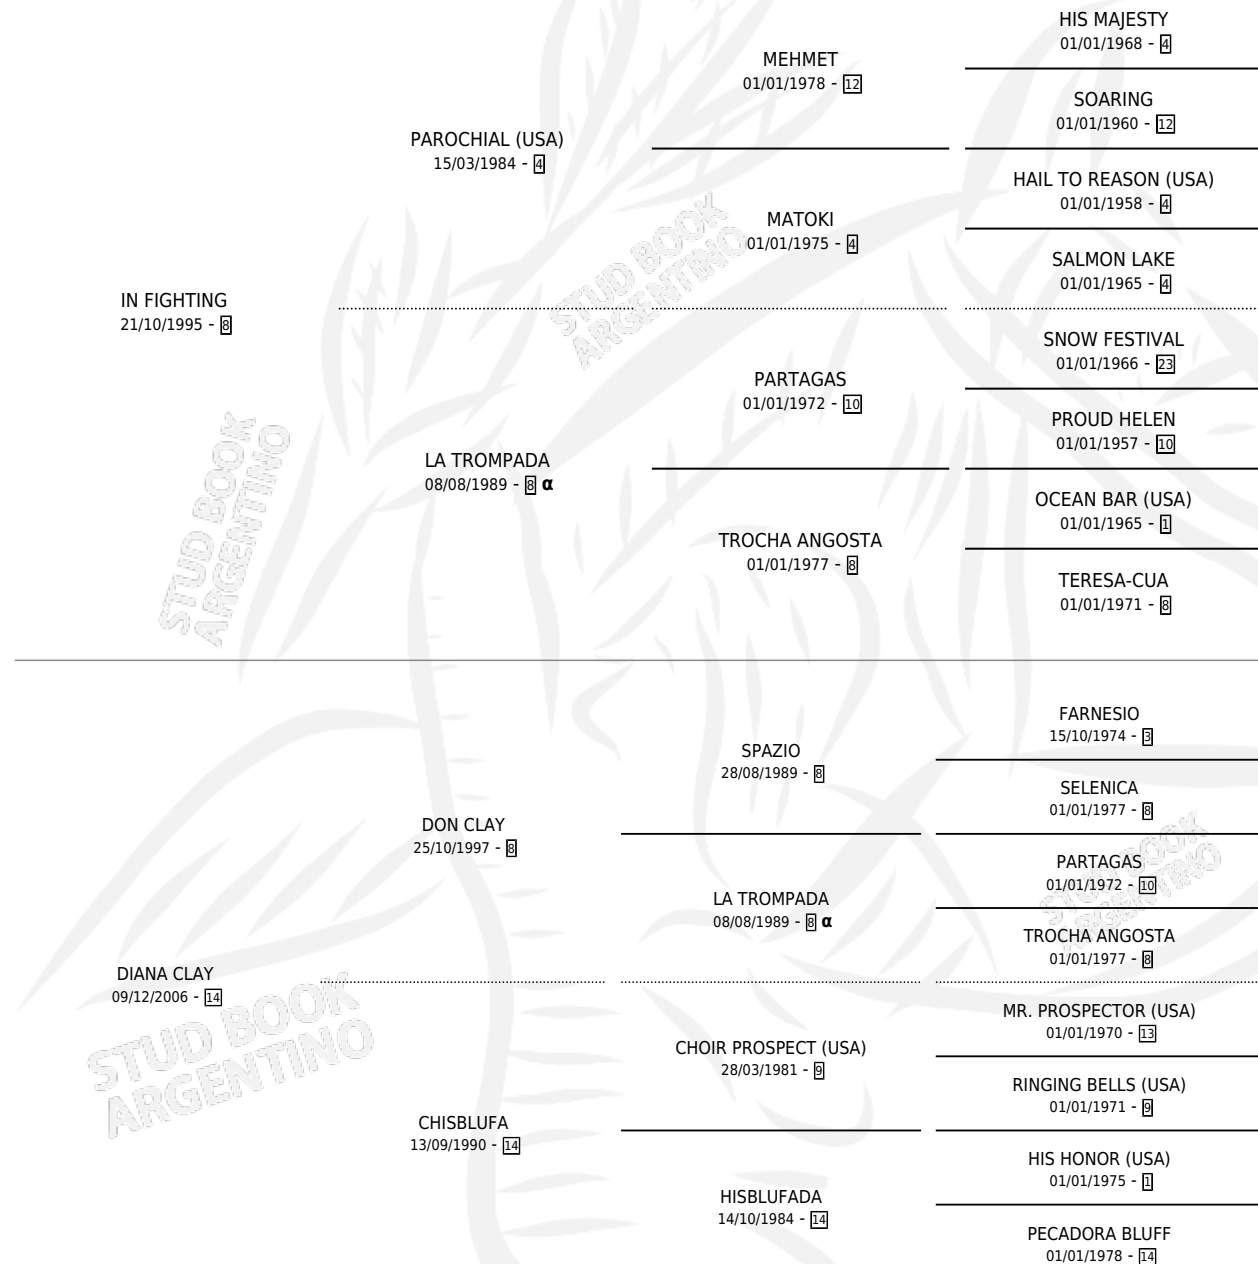 HIS MAJESTY
01/01/1968 - 4
MEHMET
01/01/1978 - 12
SOARING
01/01/1960 - 12
PAROCHIAL (USA)
15/03/1984 - 4
HAIL TO REASON (USA)
01/01/1958 - 4
MATOKI
01/01/1975 - 4
SALMON LAKE
01/01/1965 - 4
IN FIGHTING
21/10/1995 - 8
SNOW FESTIVAL
01/01/1966 - 23
PARTAGAS
01/01/1972 - 10
PROUD HELEN
01/01/1957 - 10
LA TROMPADA
08/08/1989 - 8 α
OCEAN BAR (USA)
01/01/1965 - 1
TROCHA ANGOSTA
01/01/1977 - 8
TERESA-CUA
01/01/1971 - 8
STUD BOOK
ARGENTINO
STUD BOOK
ARGENTINO
FARNESIO
15/10/1974 - 3
SPAZIO
28/08/1989 - 8
SELENICA
01/01/1977 - 8
DON CLAY
25/10/1997 - 8
PARTAGAS
01/01/1972 - 10
LA TROMPADA
08/08/1989 - 8 α
TROCHA ANGOSTA
01/01/1977 - 8
DIANA CLAY
09/12/2006 - 14
MR. PROSPECTOR (USA)
01/01/1970 - 13
CHOIR PROSPECT (USA)
28/03/1981 - 9
RINGING BELLS (USA)
01/01/1971 - 9
CHISBLUFA
13/09/1990 - 14
HIS HONOR (USA)
01/01/1975 - 1
HISBLUFADA
14/10/1984 - 14
PECADORA BLUFF
01/01/1978 - 14
STUD BOOK
ARGENTINO
STUD BOOK
ARGENTINO